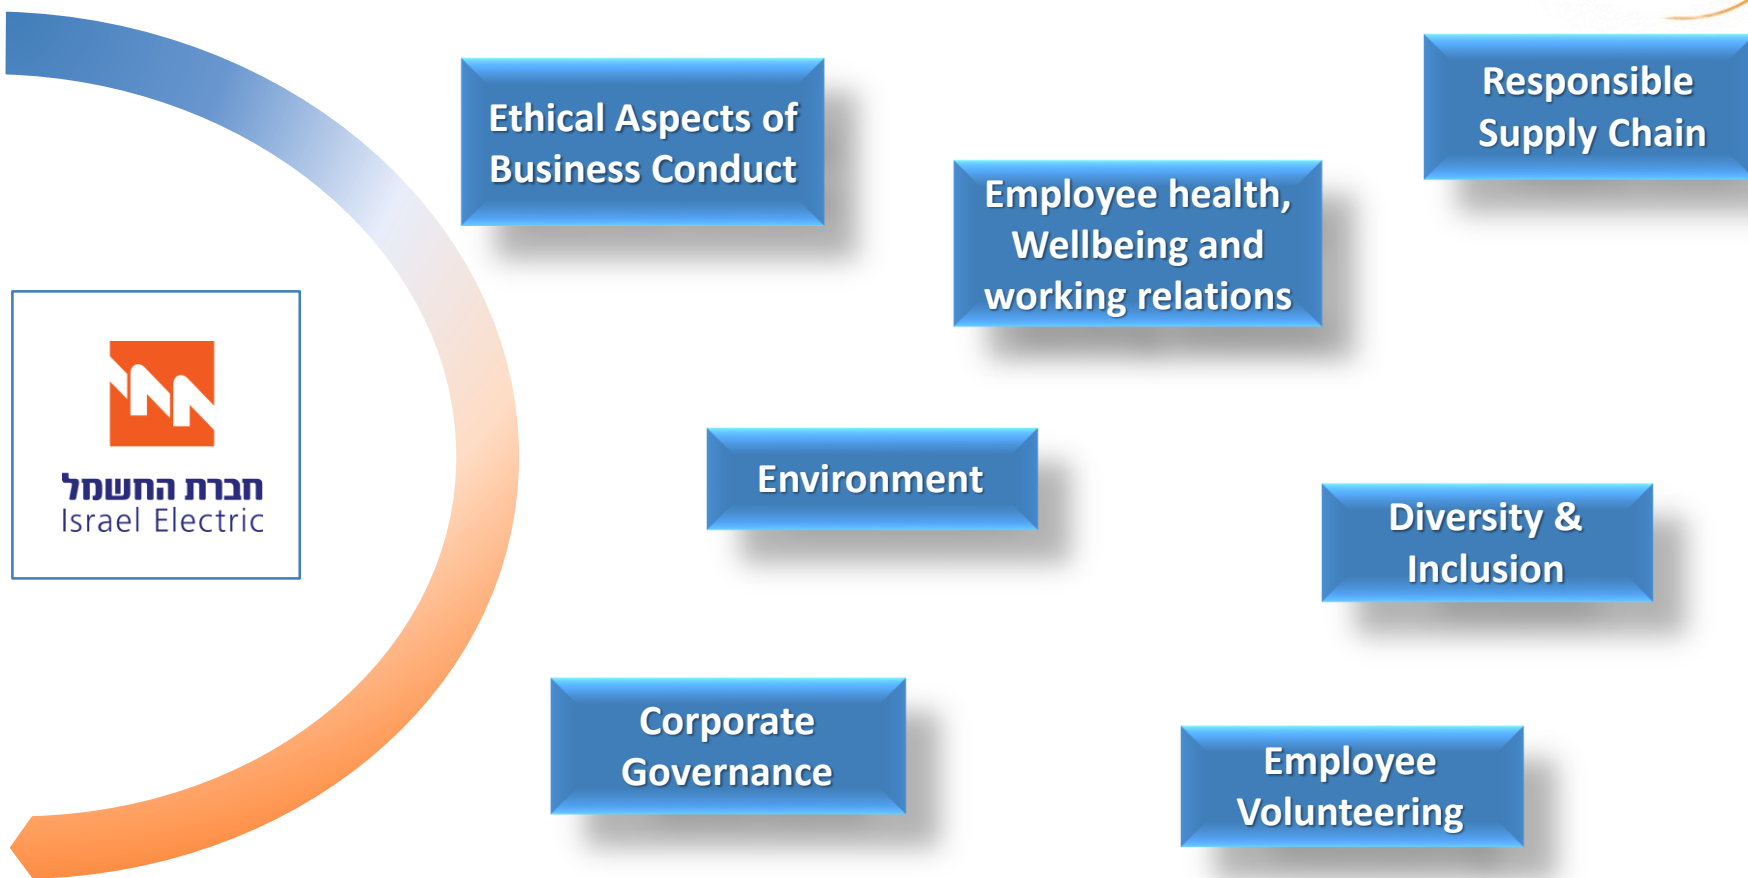 Ethical Aspects of
Business Conduct
Responsible
Supply Chain
Employee health,
Wellbeing and
working relations
חברת החשמל
Israel Electric
Environment
Diversity &
Inclusion
Corporate
Governance
Employee
Volunteering